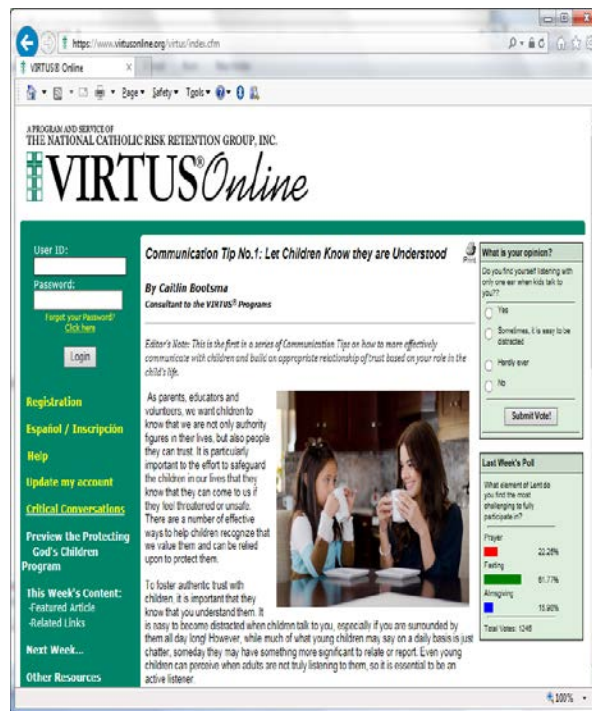 https://www.virtusonline.org/virtus/index.cfm
VIRTUS® Online
Page
Safety
Tools
A PROGRAM AND SERVICE OF
THE NATIONAL CATHOLIC RISK RETENTION GROUP, INC.
VIRTUS® Online
User ID:
Password:
Forgot your Password?
Click here
Login
Registration
Español / Inscripción
Help
Update my account
Critical Conversations
Preview the Protecting
God's Children
Program
This Week's Content:
-Featured Article
-Related Links
Next Week...
Other Resources
Communication Tip No.1: Let Children Know they are Understood
Print
By Caitlin Bootsma
Consultant to the VIRTUS® Programs
Editor's Note: This is the first in a series of Communication Tips on how to more effectively
communicate with children and build an appropriate relationship of trust based on your role in the
child's life.
As parents, educators and
volunteers, we want children to
know that we are not only authority
figures in their lives, but also people
they can trust. It is particularly
important to the effort to safeguard
the children in our lives that they
know that they can come to us if
they feel threatened or unsafe.
There are a number of effective
ways to help children recognize that
we value them and can be relied
upon to protect them.
To foster authentic trust with
children, it is important that they
know that you understand them. It
is easy to become distracted when children talk to you, especially if you are surrounded by
them all day long! However, while much of what young children may say on a daily basis is just
chatter, someday they may have something more significant to relate or report. Even young
children can perceive when adults are not truly listening to them, so it is essential to be an
active listener.
What is your opinion?
Do you find yourself listening with
only one ear when kids talk to
you??
Yes
Sometimes, it is easy to be
distracted
Hardly ever
No
Submit Vote!
Last Week's Poll
What element of Lent do
you find the most
challenging to fully
participate in?
Prayer
22.26%
Fasting
61.77%
Almsgiving
Total Votes: 1246
100%